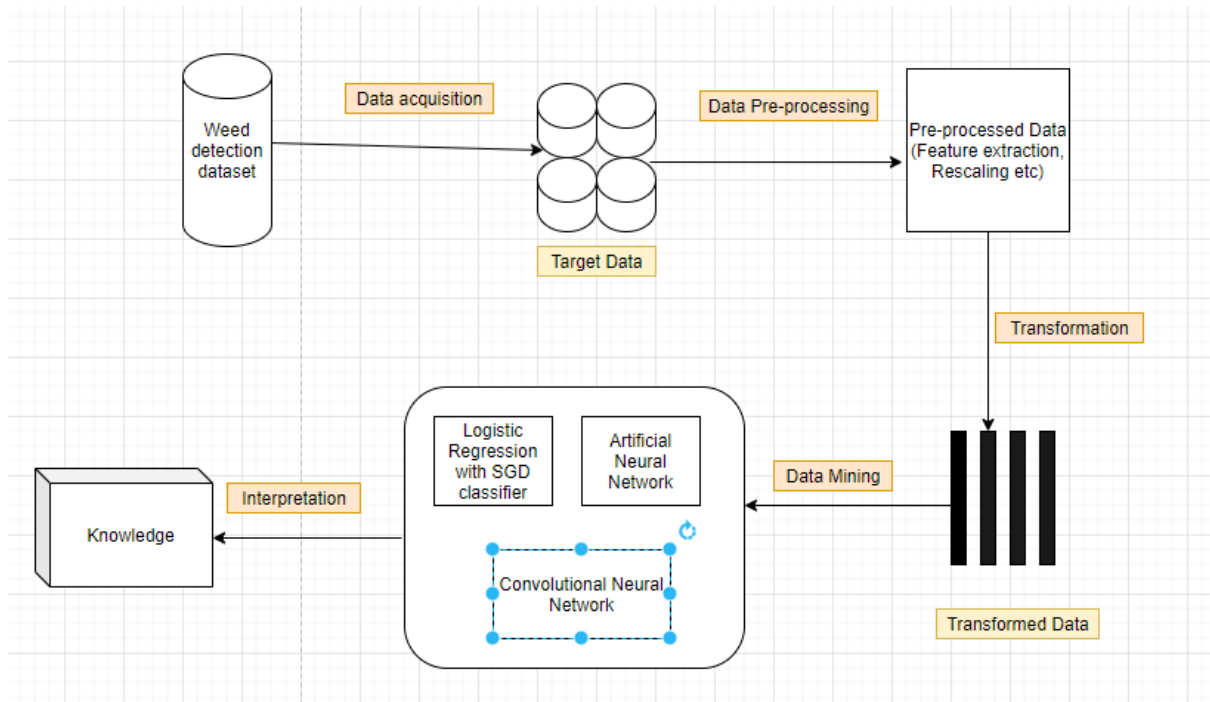 Weed
detection
dataset
Data acquisition
Target Data
Data Pre-processing
Pre-processed Data
(Feature extraction,
Rescaling etc)
Transformation
Transformed Data
Data Mining
Logistic
Regression
with SGD
classifier
Artificial
Neural
Network
Convolutional Neural
Network
Interpretation
Knowledge